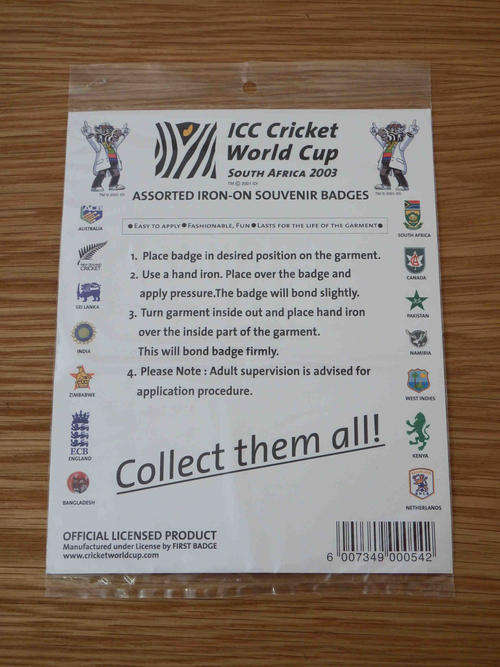 ICC Cricket
World Cup
South Africa 2003
ASSORTED IRON-ON SOUVENIR BADGES
Easy to apply ● Fashionable, Fun ● Lasts for the life of the garment ●
1. Place badge in desired position on the garment.
2. Use a hand iron. Place over the badge and
apply pressure.The badge will bond slightly.
3. Turn garment inside out and place hand iron
over the inside part of the garment.
This will bond badge firmly.
4. Please Note : Adult supervision is advised for
application procedure.
Collect them all!
AUSTRALIA
SRI LANKA
INDIA
ZIMBABWE
ECB
ENGLAND
BANGLADESH
SOUTH AFRICA
CANADA
PAKISTAN
NAMIBIA
WEST INDIES
KENYA
NETHERLANDS
OFFICIAL LICENSED PRODUCT
Manufactured under License by FIRST BADGE
www.cricketworldcup.com
6 007349 000542